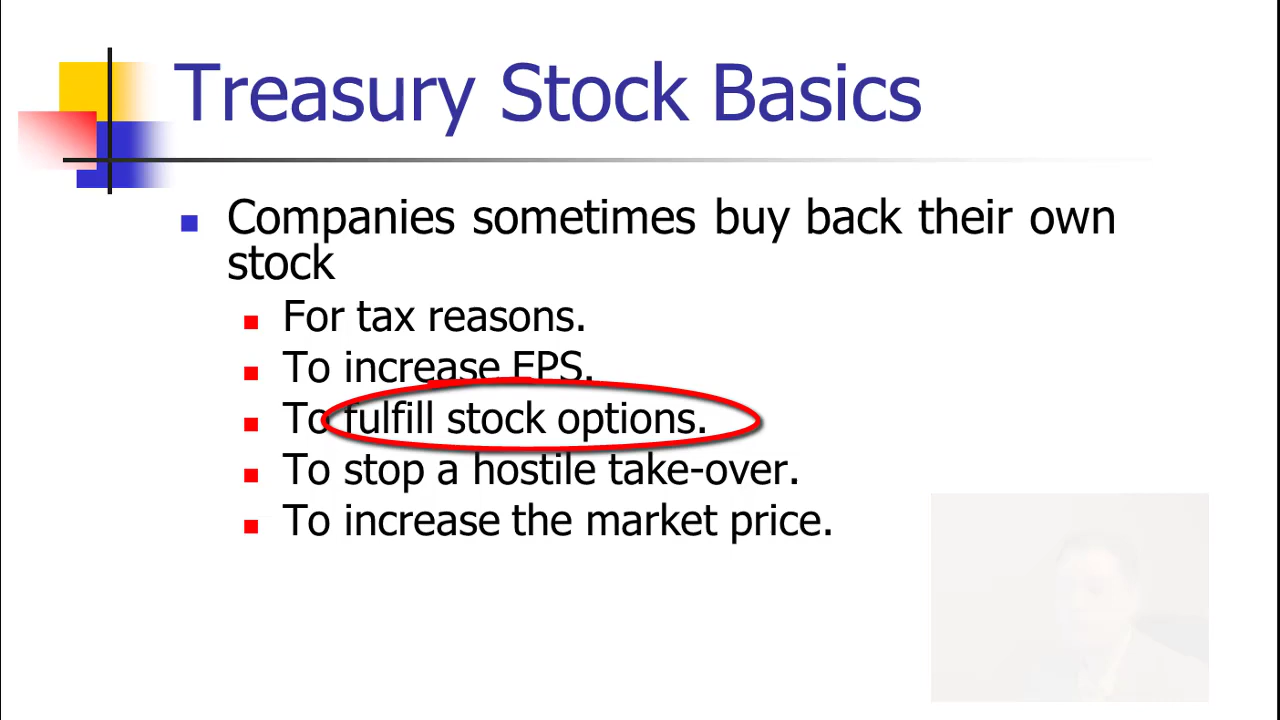 Treasury Stock Basics
Companies sometimes buy back their own
stock
For tax reasons.
To increase EPS.
To fulfill stock options.
To stop a hostile take-over.
To increase the market price.